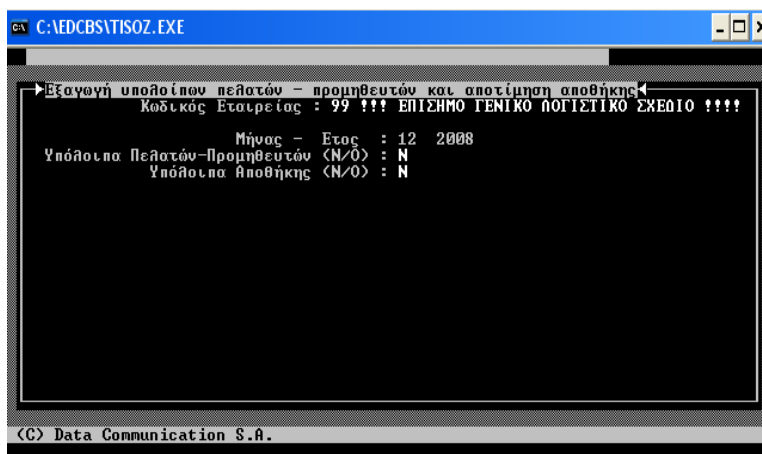 C:\EDCBS\TISOZ.EXE
Εξαγωγή υπολοίπων πελατών - προμηθευτών και αποτίμηση αποθήκης
Κωδικός Εταιρείας : 99 !!! ΕΠΙΣΗΜΟ ΓΕΝΙΚΟ ΛΟΓΙΣΤΙΚΟ ΣΧΕΔΙΟ !!!!
Μήνας - Ετος : 12 2008
Υπόλοιπα Πελατών-Προμηθευτών (Ν/Ο) : Ν
Υπόλοιπα Αποθήκης (Ν/Ο) : Ν
(C) Data Communication S.A.